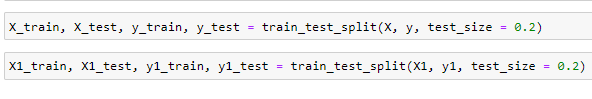 X_train, X_test, y_train, y_test = train_test_split(X, y, test_size = 0.2)
X1_train, X1_test, y1_train, y1_test = train_test_split(X1, y1, test_size = 0.2)